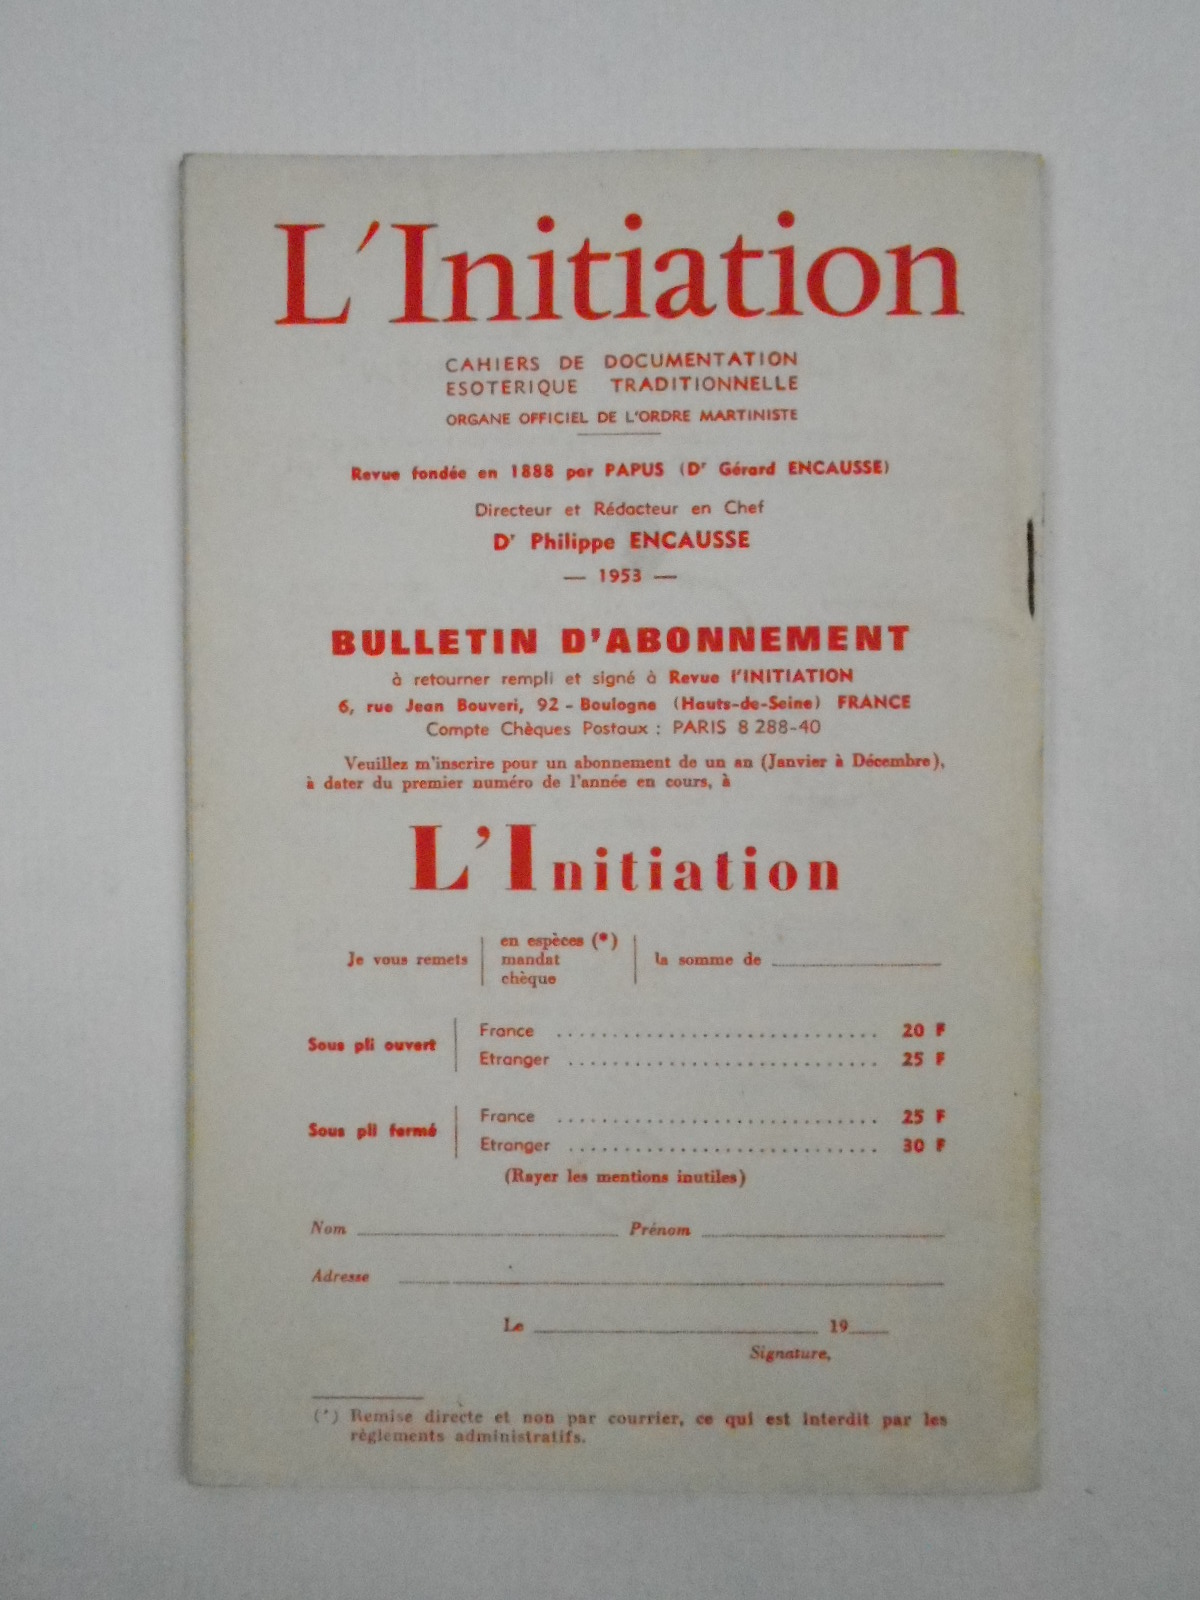 L'Initiation
CAHIERS DE DOCUMENTATION
ESOTERIQUE TRADITIONNELLE
ORGANE OFFICIEL DE L'ORDRE MARTINISTE
Revue fondée en 1888 par PAPUS (Dr Gérard ENCAUSSE)
Directeur et Rédacteur en Chef
Dr Philippe ENCAUSSE
— 1953 —
BULLETIN D'ABONNEMENT
à retourner rempli et signé à Revue l'INITIATION
6, rue Jean Bouveri, 92 - Boulogne (Hauts-de-Seine) FRANCE
Compte Chèques Postaux : PARIS 8 288-40
Veuillez m'inscrire pour un abonnement de un an (Janvier à Décembre),
à dater du premier numéro de l'année en cours, à
L'Initiation
Je vous remets en espèces (*) mandat chèque la somme de
Sous pli ouvert
France 20 F
Etranger 25 F
Sous pli fermé
France 25 F
Etranger 30 F
(Rayer les mentions inutiles)
Nom Prénom
Adresse
Le 19
Signature,
(*) Remise directe et non par courrier, ce qui est interdit par les
règlements administratifs.